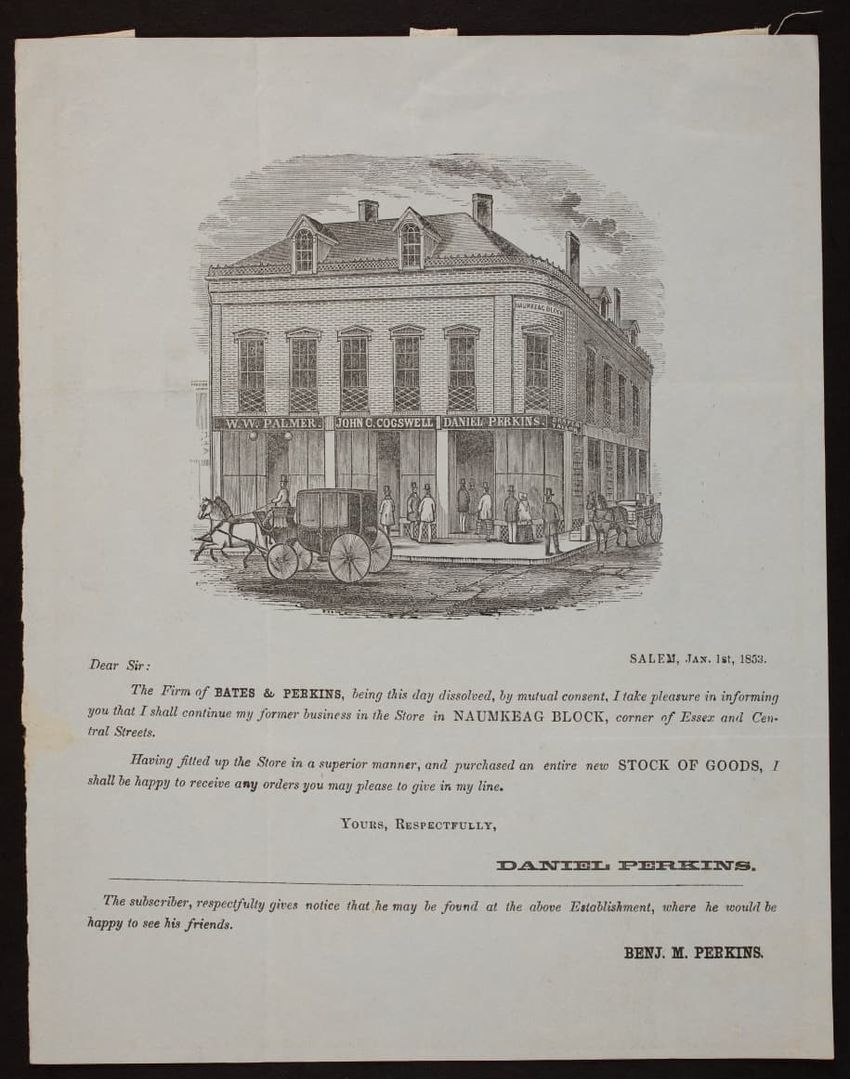 NAUMKEAG BLOCK
W. W. PALMER. JOHN C. COGSWELL DANIEL PERKINS.
SALEM, Jan. 1st, 1853.
Dear Sir:
The Firm of BATES & PERKINS, being this day dissolved, by mutual consent, I take pleasure in informing
you that I shall continue my former business in the Store in NAUMKEAG BLOCK, corner of Essex and Cen-
tral Streets.
Having fitted up the Store in a superior manner, and purchased an entire new STOCK OF GOODS, I
shall be happy to receive any orders you may please to give in my line.
Yours, Respectfully,
DANIEL PERKINS.
The subscriber, respectfully gives notice that he may be found at the above Establishment, where he would be
happy to see his friends.
BENJ. M. PERKINS.